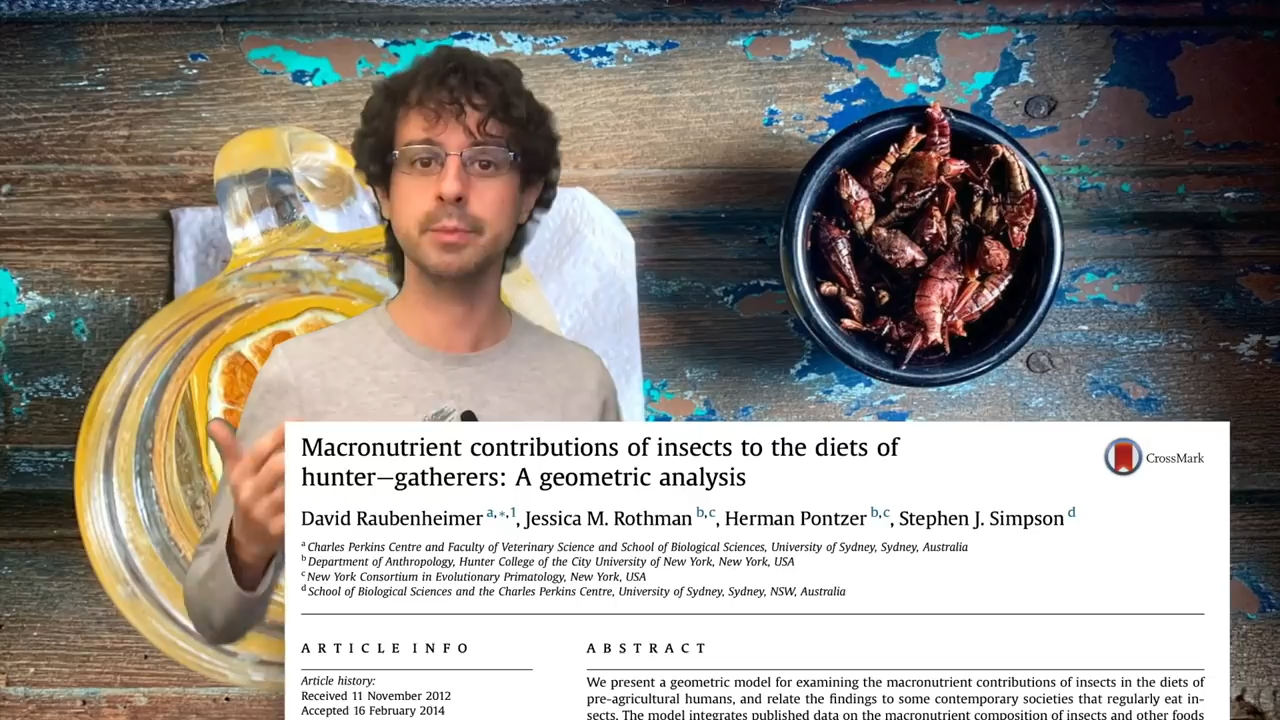 Macronutrient contributions of insects to the diets of
hunter–gatherers: A geometric analysis
CrossMark
David Raubenheimer a,*,1, Jessica M. Rothman b,c, Herman Pontzer b,c, Stephen J. Simpson d
a Charles Perkins Centre and Faculty of Veterinary Science and School of Biological Sciences, University of Sydney, Sydney, Australia
b Department of Anthropology, Hunter College of the City University of New York, New York, USA
c New York Consortium in Evolutionary Primatology, New York, USA
d School of Biological Sciences and the Charles Perkins Centre, University of Sydney, Sydney, NSW, Australia
ARTICLE INFO
Article history:
Received 11 November 2012
Accepted 16 February 2014
ABSTRACT
We present a geometric model for examining the macronutrient contributions of insects in the diets of
pre-agricultural humans, and relate the findings to some contemporary societies that regularly eat in-
sects. The model integrates published data on the macronutrient composition of insects and other foods